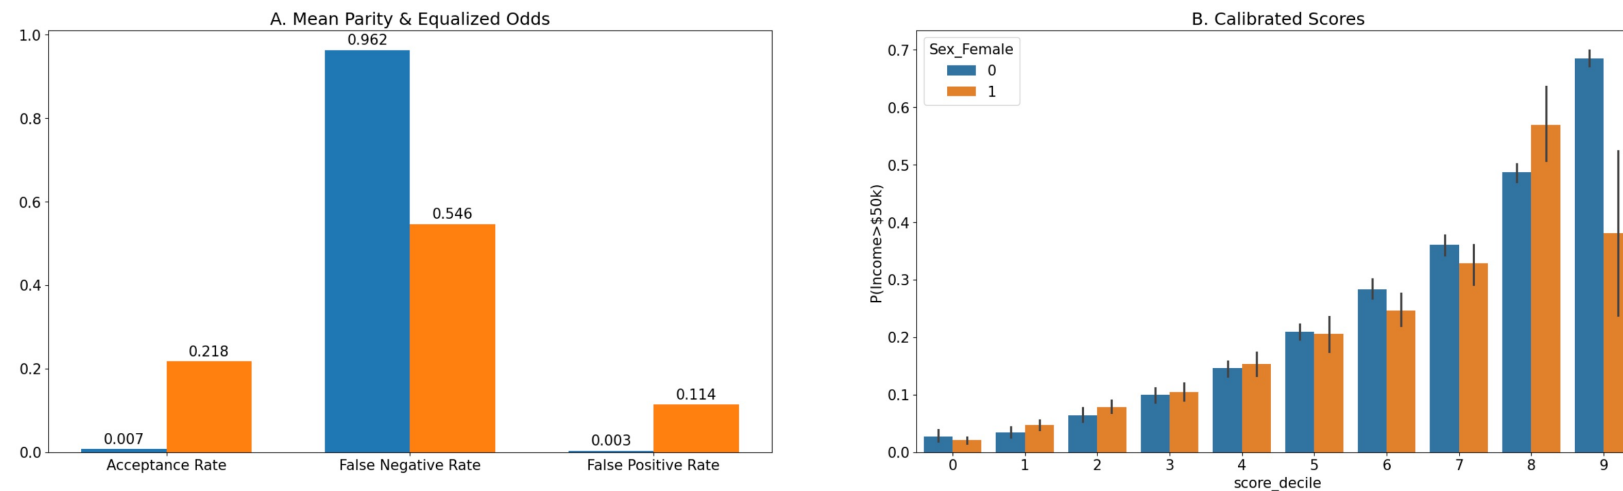 A. Mean Parity & Equalized Odds
1.0
0.8
0.6
0.4
0.2
0.0
0.007
0.218
0.962
0.546
0.003
0.114
Acceptance Rate
False Negative Rate
False Positive Rate
B. Calibrated Scores
Sex_Female
0
1
P(Income>$50k)
0.7
0.6
0.5
0.4
0.3
0.2
0.1
0.0
0 1 2 3 4 5 6 7 8 9
score_decile